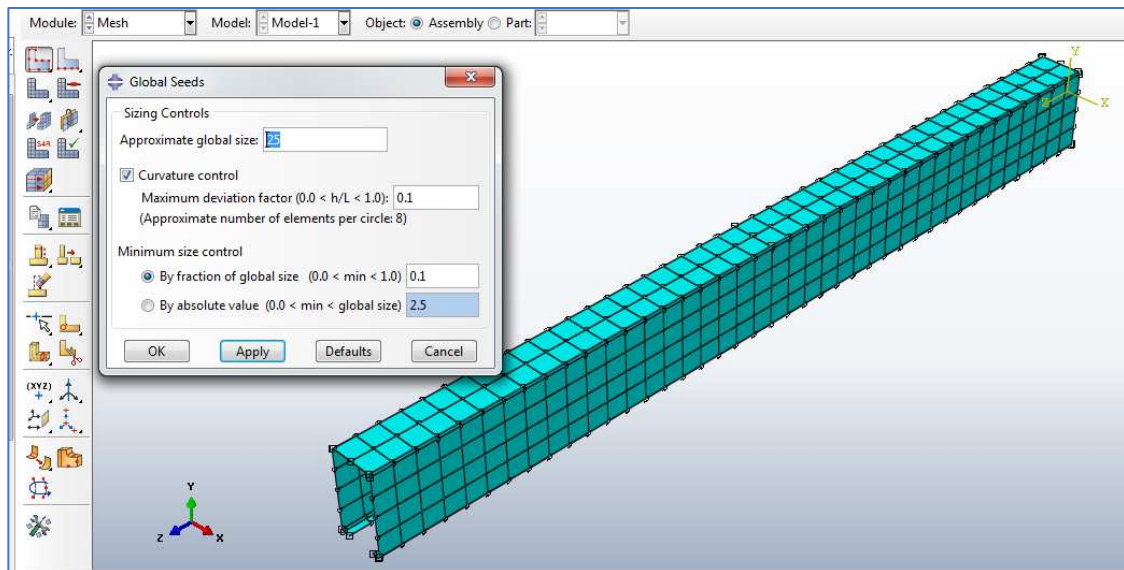 Module: Mesh Model: Model-1 Object: Assembly Part:
Global Seeds
Sizing Controls
Approximate global size: 25
Curvature control
Maximum deviation factor (0.0 < h/L < 1.0): 0.1
(Approximate number of elements per circle: 8)
Minimum size control
By fraction of global size (0.0 < min < 1.0) 0.1
By absolute value (0.0 < min < global size) 2.5
OK Apply Defaults Cancel
S4R
(XYZ)
Y
X
Y
Z X